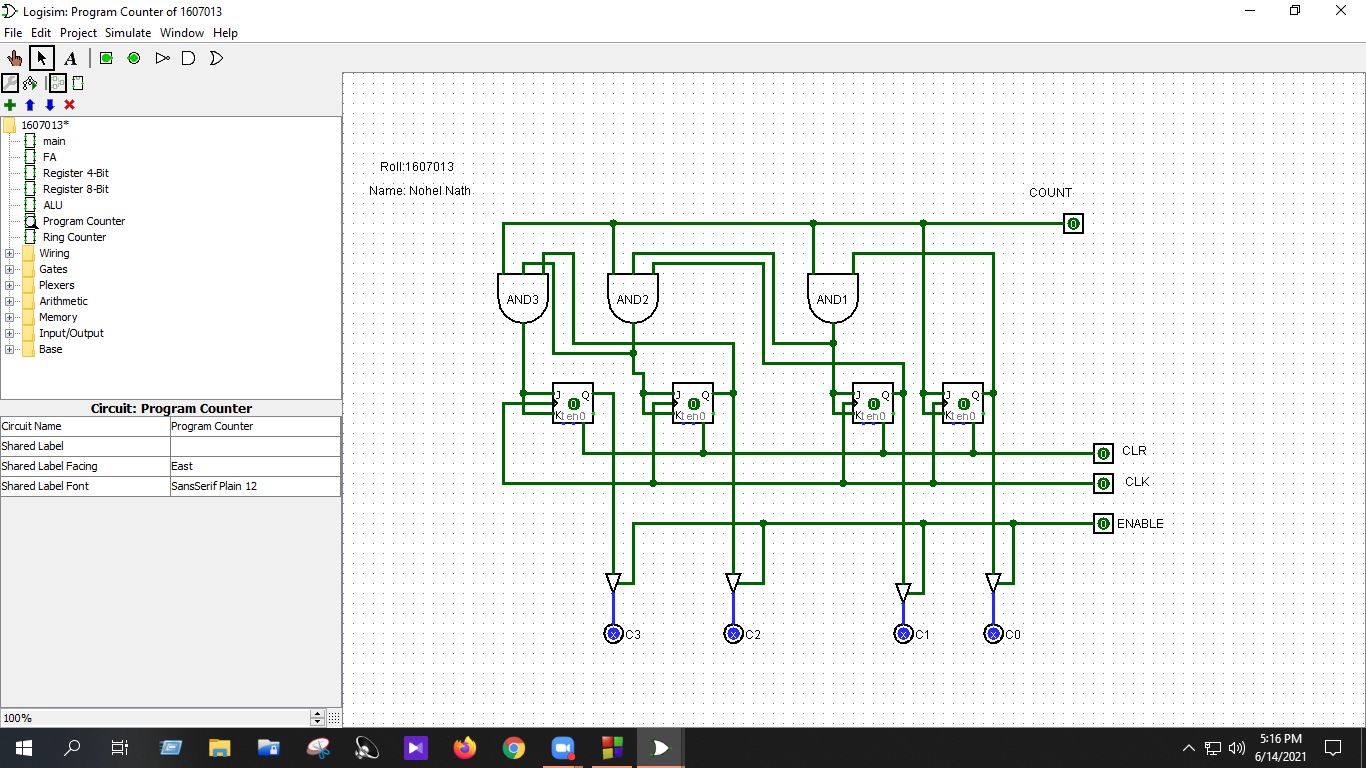 Logisim: Program Counter of 1607013
File Edit Project Simulate Window Help
A
1607013*
main
FA
Register 4-Bit
Register 8-Bit
ALU
Program Counter
Ring Counter
Wiring
Gates
Plexers
Arithmetic
Memory
Input/Output
Base
Circuit: Program Counter
Circuit Name Program Counter
Shared Label
Shared Label Facing East
Shared Label Font SansSerif Plain 12
100%
Roll:1607013
Name: Nohel Nath
COUNT
0
AND3 AND2 AND1
J Q J Q J Q J Q
0 0 0 0
K en0 K en0 K en0 K en0
0 CLR
0 CLK
0 ENABLE
x C3 x C2 x C1 x C0
5:16 PM
6/14/2021